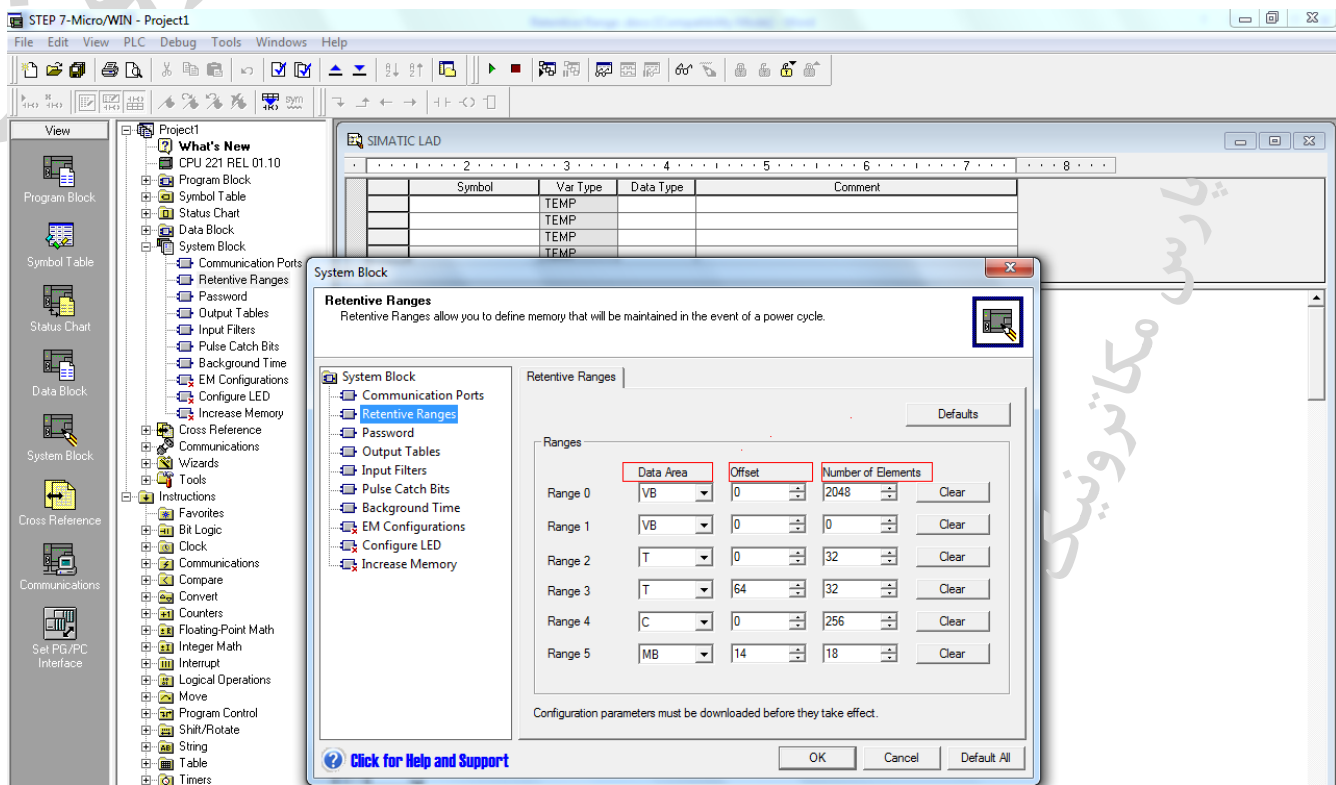 STEP 7-Micro/WIN - Project1
File Edit View PLC Debug Tools Windows Help
sym
View
Program Block
Symbol Table
Status Chart
Data Block
System Block
Cross Reference
Communications
Set PG/PC
Interface
Project1
What's New
CPU 221 REL 01.10
Program Block
Symbol Table
Status Chart
Data Block
System Block
Communication Ports
Retentive Ranges
Password
Output Tables
Input Filters
Pulse Catch Bits
Background Time
EM Configurations
Configure LED
Increase Memory
Cross Reference
Communications
Wizards
Tools
Instructions
Favorites
Bit Logic
Clock
Communications
Compare
Convert
Counters
Floating-Point Math
Integer Math
Interrupt
Logical Operations
Move
Program Control
Shift/Rotate
String
Table
Timers
SIMATIC LAD
2 3 4 5 6 7 8
Symbol Var Type Data Type Comment
TEMP
TEMP
TEMP
TEMP
System Block
Retentive Ranges
Retentive Ranges allow you to define memory that will be maintained in the event of a power cycle.
System Block
Communication Ports
Retentive Ranges
Password
Output Tables
Input Filters
Pulse Catch Bits
Background Time
EM Configurations
Configure LED
Increase Memory
Retentive Ranges
Defaults
Ranges
Data Area Offset Number of Elements
Range 0 VB 0 2048 Clear
Range 1 VB 0 0 Clear
Range 2 T 0 32 Clear
Range 3 T 64 32 Clear
Range 4 C 0 256 Clear
Range 5 MB 14 18 Clear
Configuration parameters must be downloaded before they take effect.
Click for Help and Support
OK Cancel Default All
پارس مکاترونیک